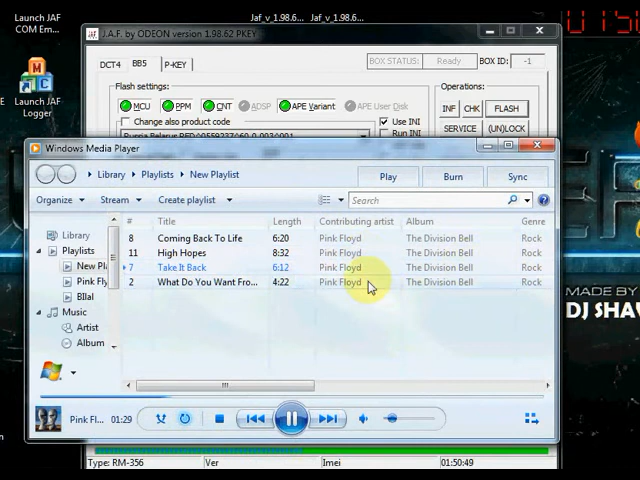 Launch JAF
COM Em...
Jaf_v_1.98.6...
Jaf_v_1.98.6...
J.A.F. by ODEON version 1.98.62 PKEY
DCT4
BB5
P-KEY
BOX STATUS:
Ready
BOX ID:
-1
Flash settings:
Operations:
MCU
PPM
CNT
ADSP
APE Variant
APE User Disk
INF
CHK
FLASH
Launch JAF
Logger
Change also product code
Use INI
Run INI
SERVICE
(UN)LOCK
Windows Media Player
Library
Playlists
New Playlist
Play
Burn
Sync
Organize
Stream
Create playlist
Search
#
Title
Length
Contributing artist
Album
Genre
8
Coming Back To Life
6:20
Pink Floyd
The Division Bell
Rock
11
High Hopes
8:32
Pink Floyd
The Division Bell
Rock
7
Take It Back
6:12
Pink Floyd
The Division Bell
Rock
2
What Do You Want Fro...
4:22
Pink Floyd
The Division Bell
Rock
Library
Playlists
New Pla
Pink Fly
BIlal
Music
Artist
Album
MADE BY
DJ SHA
Pink Fl...
01:29
Type: RM-356
Ver
Imei
01:50:49